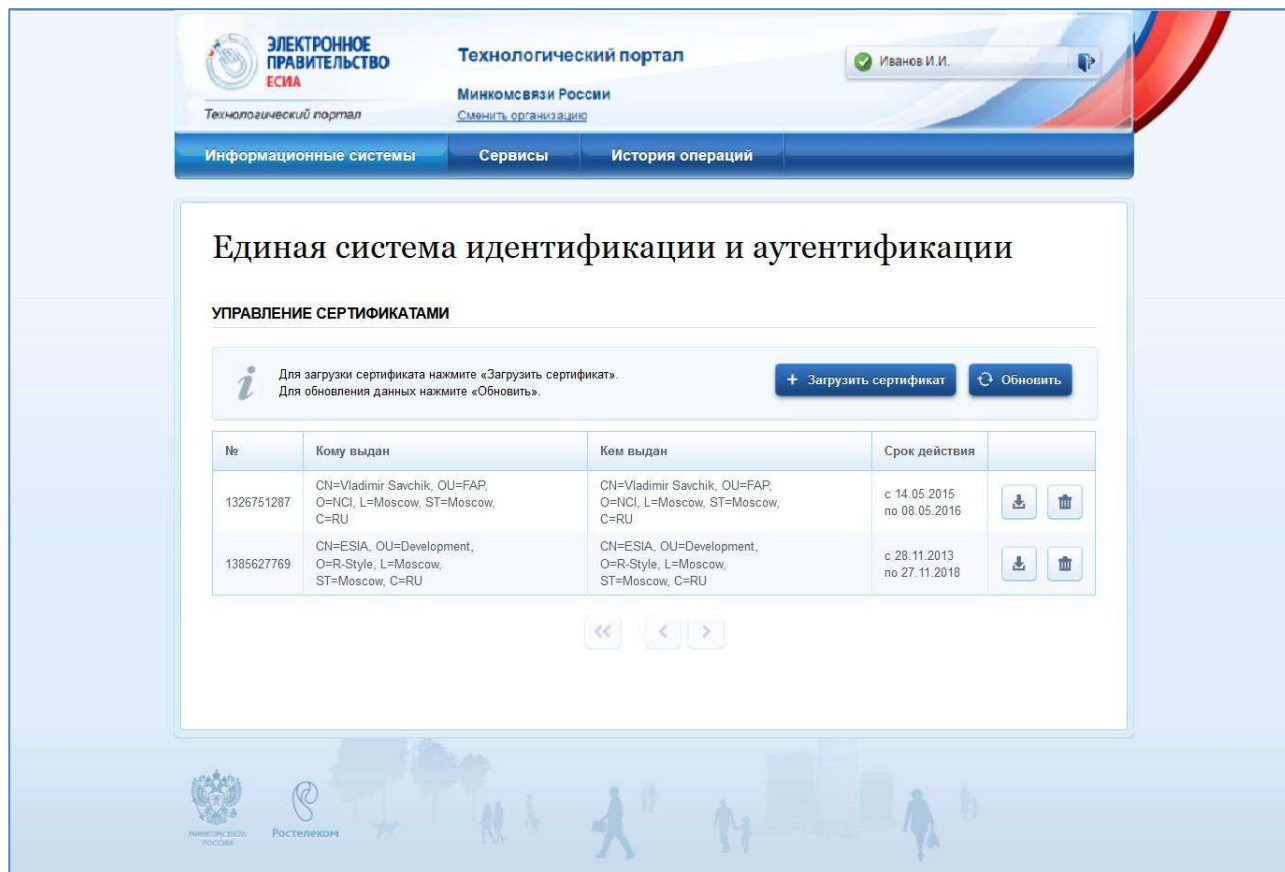 ЭЛЕКТРОННОЕ
ПРАВИТЕЛЬСТВО
ЕСИА
Технологический портал
Технологический портал
Минкомсвязи России
Сменить организацию
Иванов И.И.
Информационные системы
Сервисы
История операций
Единая система идентификации и аутентификации
УПРАВЛЕНИЕ СЕРТИФИКАТАМИ
Для загрузки сертификата нажмите «Загрузить сертификат».
Для обновления данных нажмите «Обновить».
+ Загрузить сертификат
Обновить
№
Кому выдан
Кем выдан
Срок действия
1326751287
CN=Vladimir Savchik, OU=FAP,
O=NCI, L=Moscow, ST=Moscow,
C=RU
CN=Vladimir Savchik, OU=FAP,
O=NCI, L=Moscow, ST=Moscow,
C=RU
с 14.05.2015
по 08.05.2016
1385627769
CN=ESIA, OU=Development,
O=R-Style, L=Moscow,
ST=Moscow, C=RU
CN=ESIA, OU=Development,
O=R-Style, L=Moscow,
ST=Moscow, C=RU
с 28.11.2013
по 27.11.2018
МИНКОМСВЯЗЬ
РОССИИ
Ростелеком